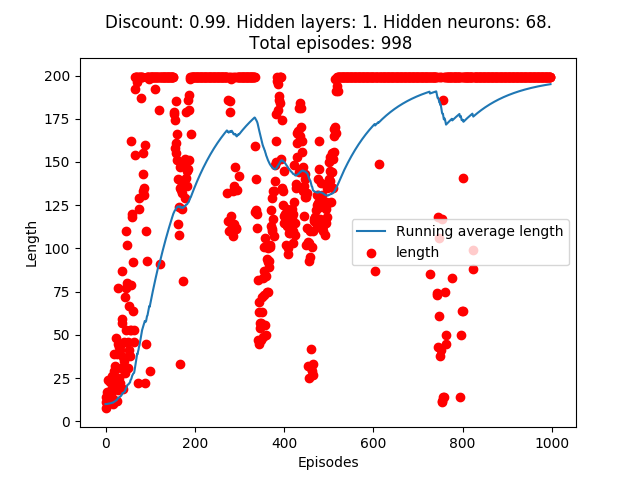 Discount: 0.99. Hidden layers: 1. Hidden neurons: 68.
Total episodes: 998
200
175
150
125
100
75
50
25
0
Length
Running average length
length
0
200
400
600
800
1000
Episodes